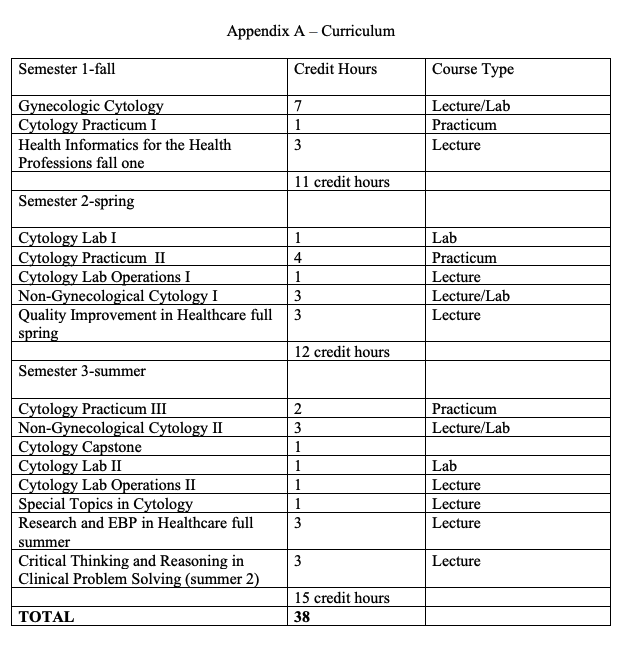 Appendix A – Curriculum
Semester 1-fall Credit Hours Course Type
Gynecologic Cytology 7 Lecture/Lab
Cytology Practicum I 1 Practicum
Health Informatics for the Health 3 Lecture
Professions fall one
11 credit hours
Semester 2-spring
Cytology Lab I 1 Lab
Cytology Practicum  II 4 Practicum
Cytology Lab Operations I 1 Lecture
Non-Gynecological Cytology I 3 Lecture/Lab
Quality Improvement in Healthcare full 3 Lecture
spring
12 credit hours
Semester 3-summer
Cytology Practicum III 2 Practicum
Non-Gynecological Cytology II 3 Lecture/Lab
Cytology Capstone 1
Cytology Lab II 1 Lab
Cytology Lab Operations II 1 Lecture
Special Topics in Cytology 1 Lecture
Research and EBP in Healthcare full 3 Lecture
summer
Critical Thinking and Reasoning in 3 Lecture
Clinical Problem Solving (summer 2)
15 credit hours
TOTAL 38